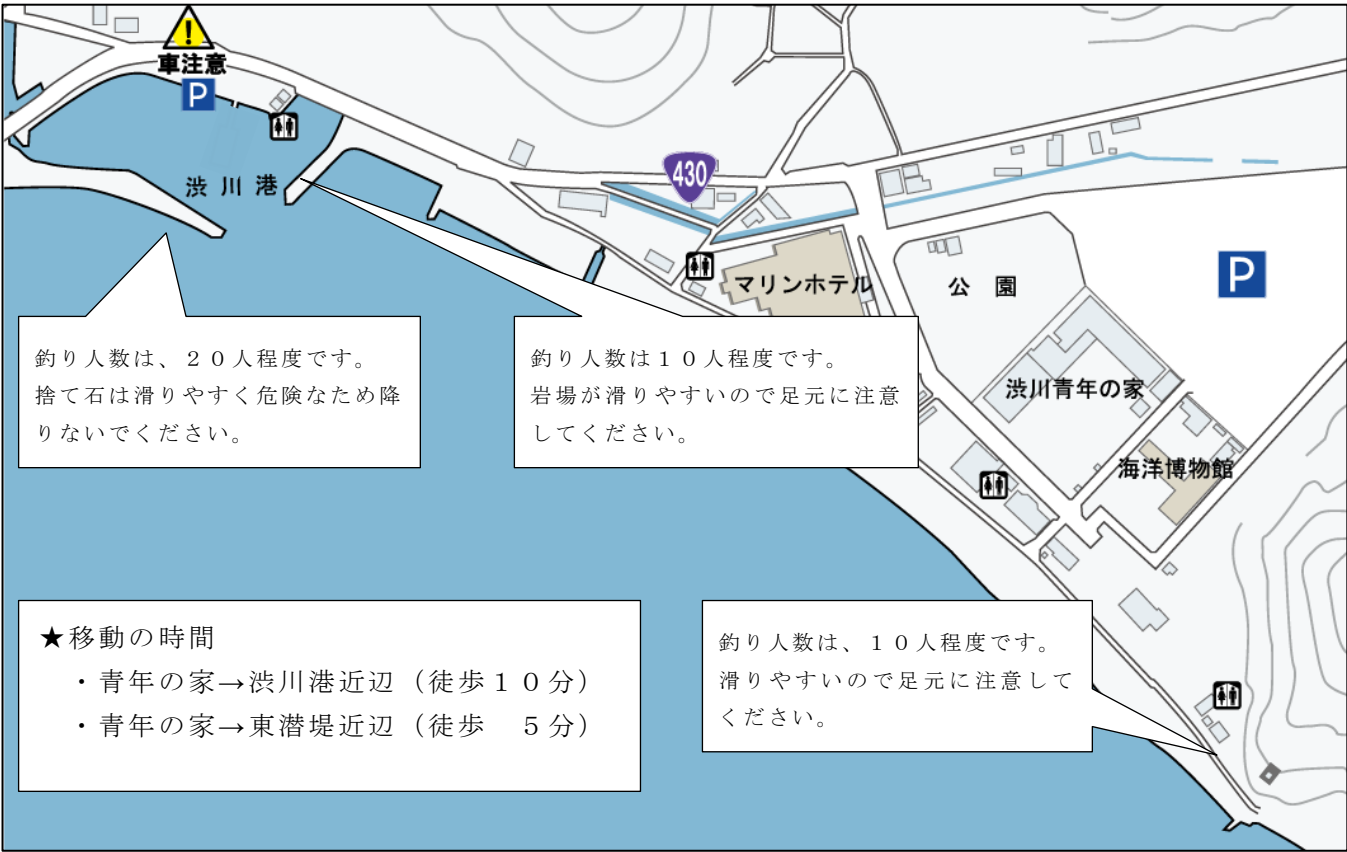 車注意
P
渋川港
430
マリンホテル
公 園
P
釣り人数は、２０人程度です。
捨て石は滑りやすく危険なため降
りないでください。
釣り人数は１０人程度です。
岩場が滑りやすいので足元に注意
してください。
渋川青年の家
海洋博物館
★移動の時間
・青年の家→渋川港近辺（徒歩１０分）
・青年の家→東潜堤近辺（徒歩　５分）
釣り人数は、１０人程度です。
滑りやすいので足元に注意して
ください。